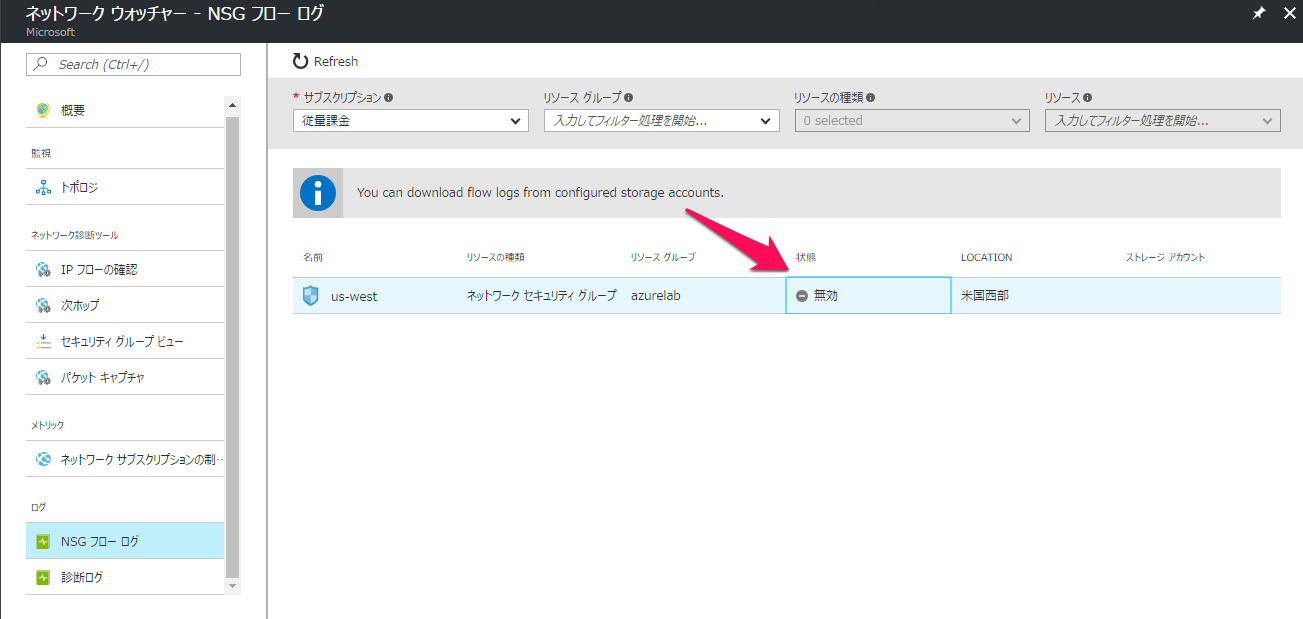 ネットワーク ウォッチャー - NSG フロー ログ
Microsoft
Search (Ctrl+/)
概要
監視
トポロジ
ネットワーク診断ツール
IP フローの確認
次ホップ
セキュリティ グループ ビュー
パケット キャプチャ
メトリック
ネットワーク サブスクリプションの制…
ログ
NSG フロー ログ
診断ログ
Refresh
* サブスクリプション
従量課金
リソース グループ
入力してフィルター処理を開始...
リソースの種類
0 selected
リソース
入力してフィルター処理を開始...
You can download flow logs from configured storage accounts.
名前 リソースの種類 リソース グループ 状態 LOCATION ストレージ アカウント
us-west ネットワーク セキュリティ グループ azurelab 無効 米国西部